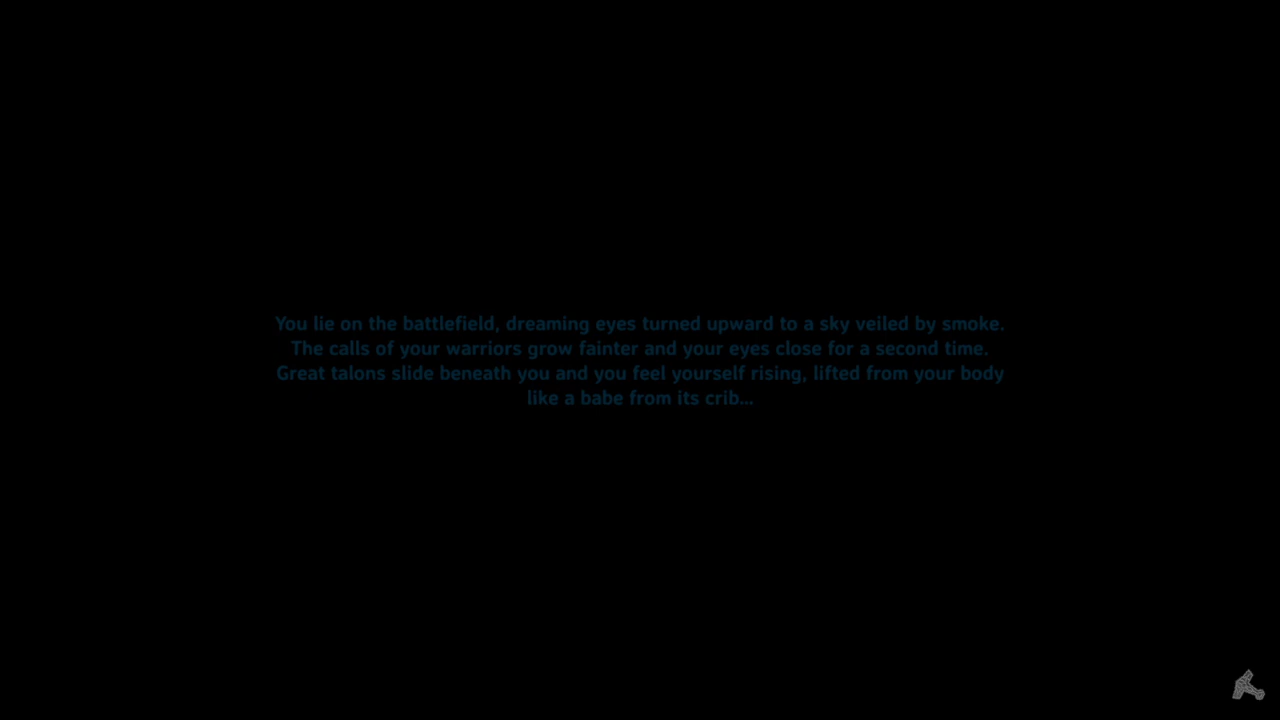 You lie on the battlefield, dreaming eyes turned upward to a sky veiled by smoke.
The calls of your warriors grow fainter and your eyes close for a second time.
Great talons slide beneath you and you feel yourself rising, lifted from your body
like a babe from its crib...